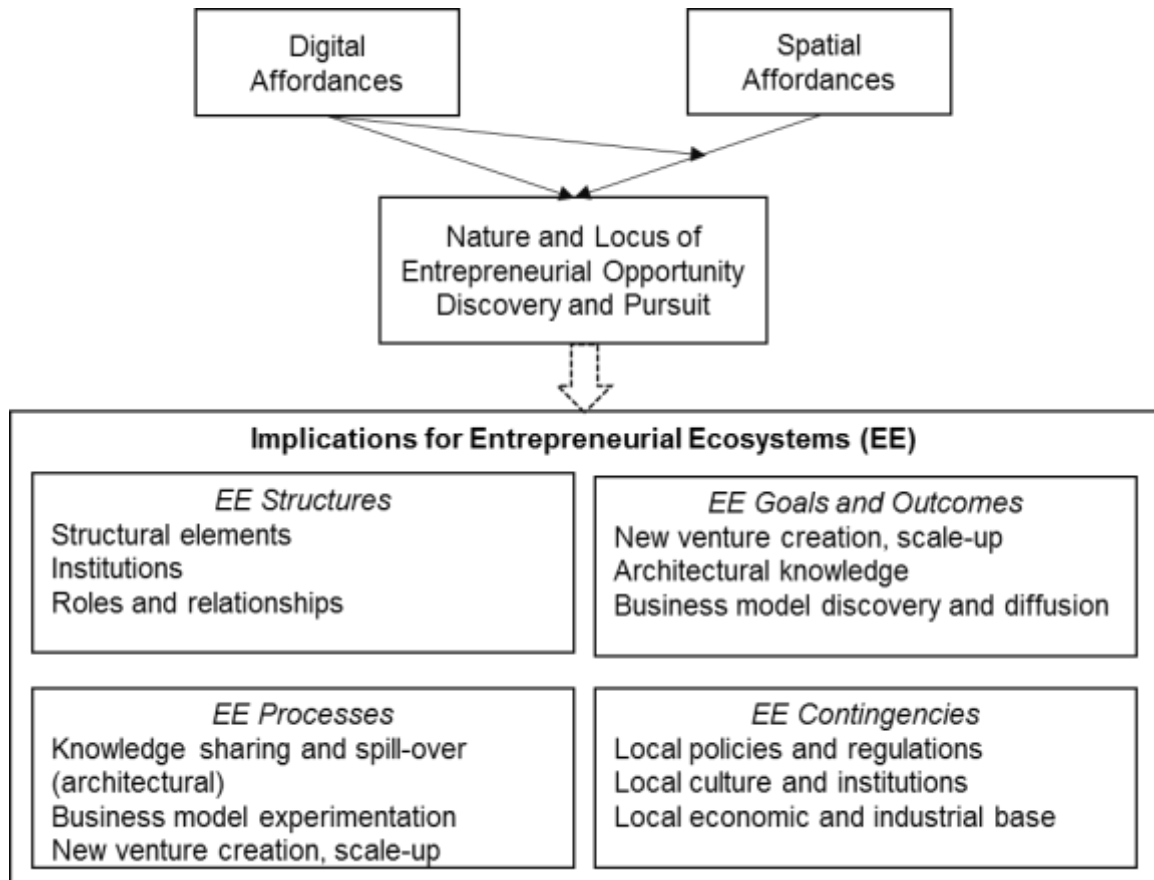 Digital
Affordances
Spatial
Affordances
Nature and Locus of
Entrepreneurial Opportunity
Discovery and Pursuit
Implications for Entrepreneurial Ecosystems (EE)
EE Structures
Structural elements
Institutions
Roles and relationships
EE Goals and Outcomes
New venture creation, scale-up
Architectural knowledge
Business model discovery and diffusion
EE Processes
Knowledge sharing and spill-over
(architectural)
Business model experimentation
New venture creation, scale-up
EE Contingencies
Local policies and regulations
Local culture and institutions
Local economic and industrial base